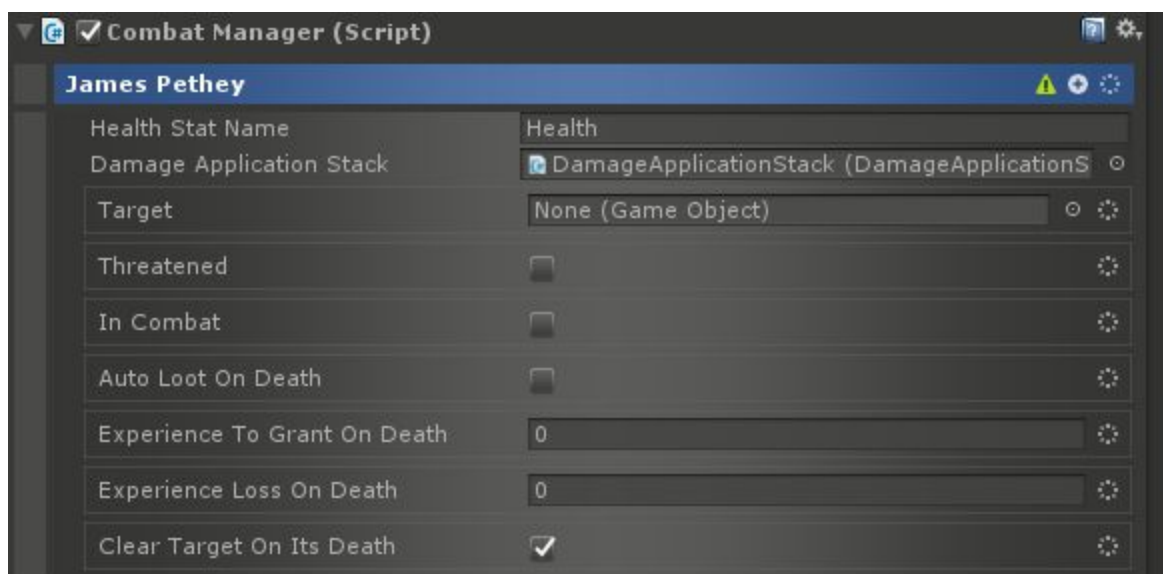 Combat Manager (Script)
James Pethey
Health Stat Name Health
Damage Application Stack DamageApplicationStack (DamageApplicationS
Target None (Game Object)
Threatened
In Combat
Auto Loot On Death
Experience To Grant On Death 0
Experience Loss On Death 0
Clear Target On Its Death